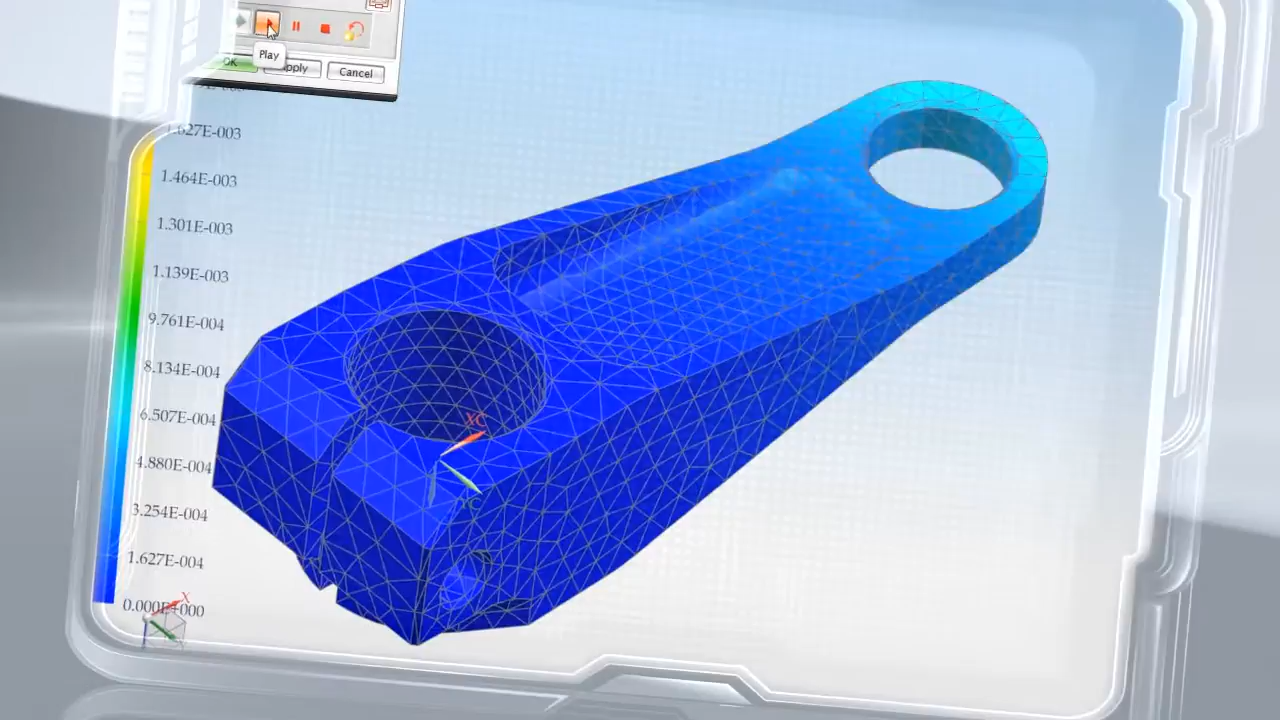 Play
OK
Apply
Cancel
1.627E-003
1.464E-003
1.301E-003
1.139E-003
9.761E-004
8.134E-004
6.507E-004
4.880E-004
3.254E-004
1.627E-004
0.000E+000
XC
YC
X